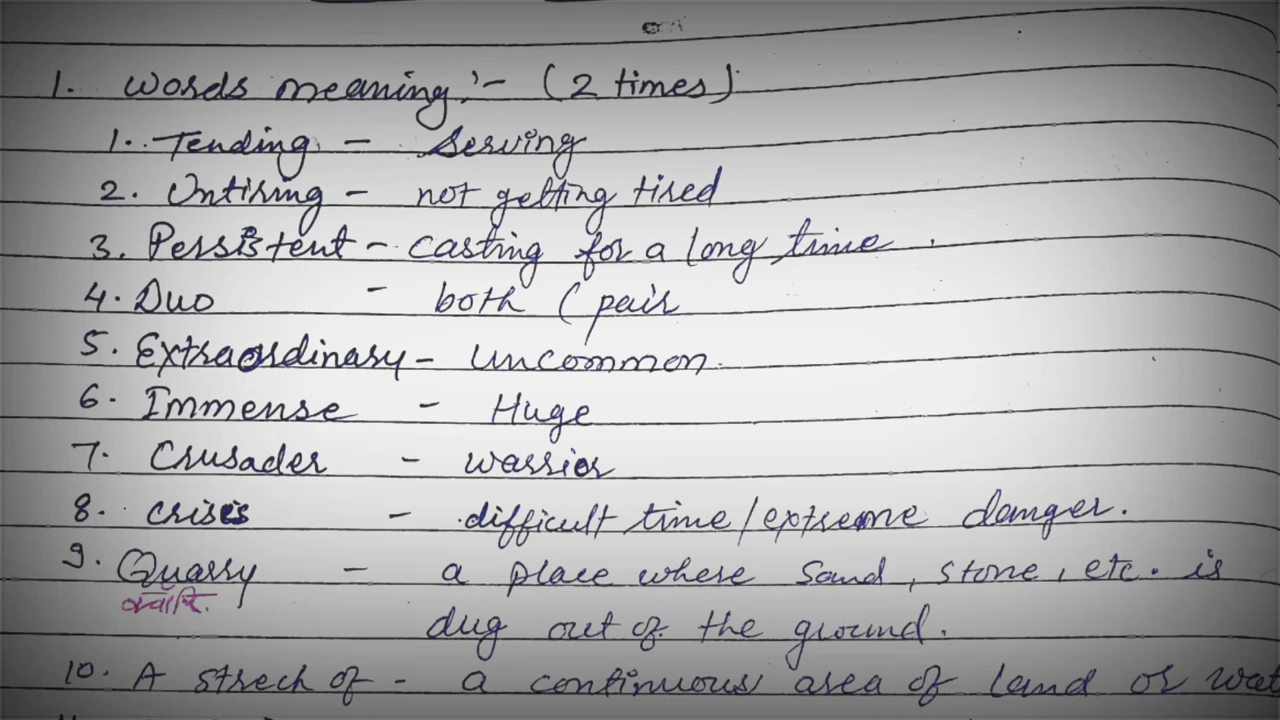 1. Words meaning :- (2 times)
1. Tending - Serving
2. Untiring - not getting tired
3. Persistent - casting for a long time.
4. Duo - both (pair
5. Extraordinary - Uncommon.
6. Immense - Huge
7. Crusader - warrior
8. crisis - difficult time/extreme danger.
9. Quarry - a place where sand, stone, etc. is
dug out of the ground.
10. A strech of - a continuous area of land or wat